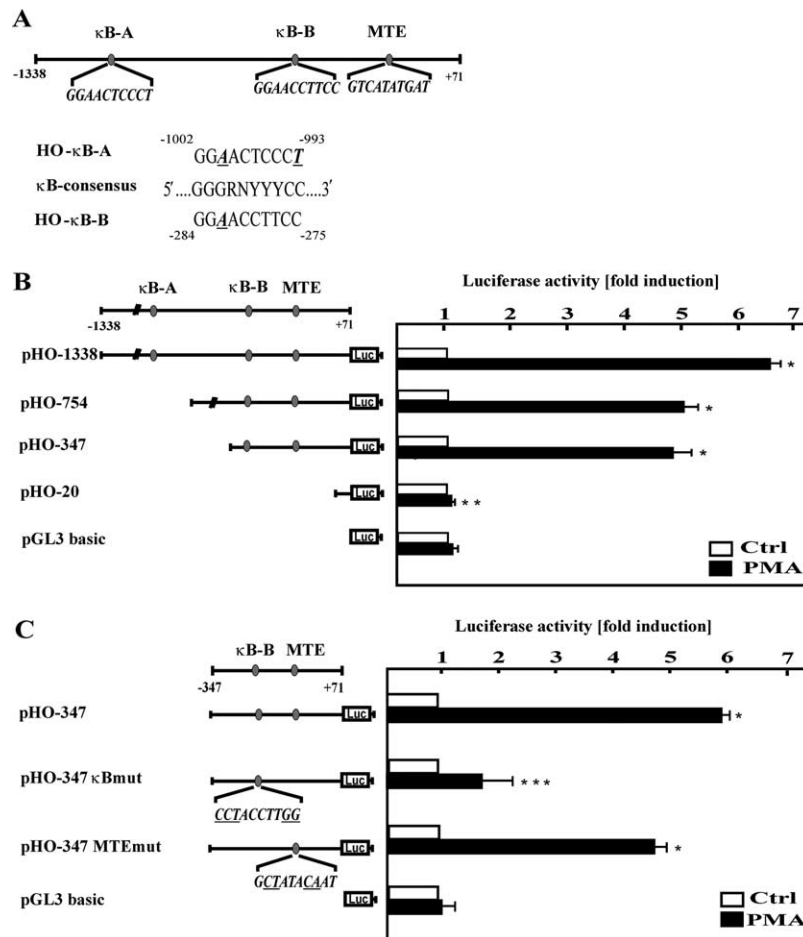 A
κB-A κB-B MTE
-1338 +71
GGAACTCCCT GGAACCTTCC GTCATATGAT
-1002 -993
HO-κB-A GGAACTCCCT
κB-consensus 5'....GGGRNYYYCC....3'
HO-κB-B GGAACCTTCC
-284 -275
B
Luciferase activity [fold induction]
κB-A κB-B MTE
1 2 3 4 5 6 7
-1338 +71
pHO-1338 Luc *
pHO-754 Luc *
pHO-347 Luc *
pHO-20 Luc **
pGL3 basic Luc
Ctrl
PMA
C
Luciferase activity [fold induction]
κB-B MTE
1 2 3 4 5 6 7
-347 +71
pHO-347 Luc *
pHO-347 κBmut Luc ***
CCTACCTTGG
pHO-347 MTEmut Luc *
GCTATACAAT
pGL3 basic Luc
Ctrl
PMA